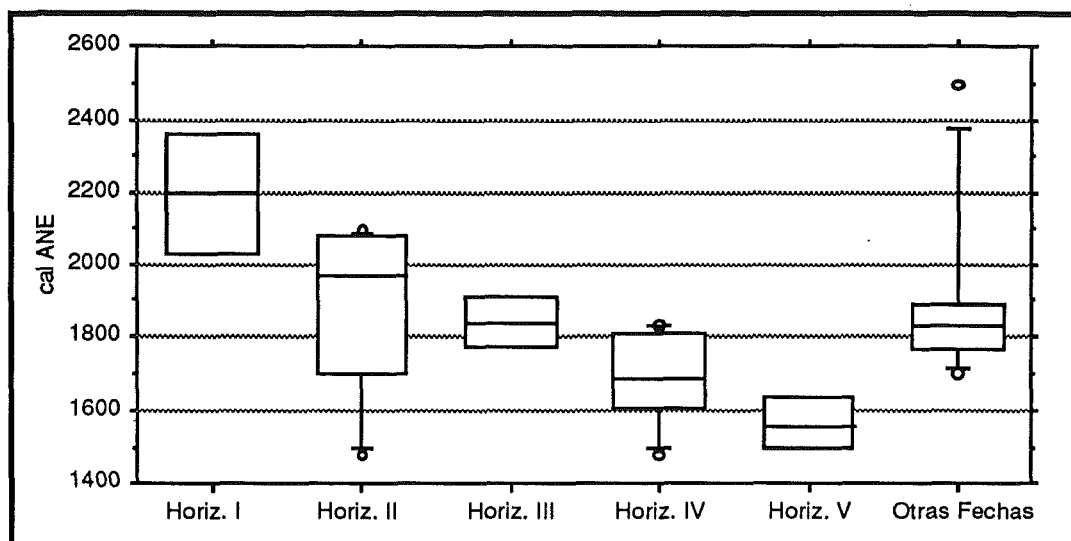 2600
2400
2200
2000
1800
1600
1400
cal ANE
Horiz. I
Horiz. II
Horiz. III
Horiz. IV
Horiz. V
Otras Fechas